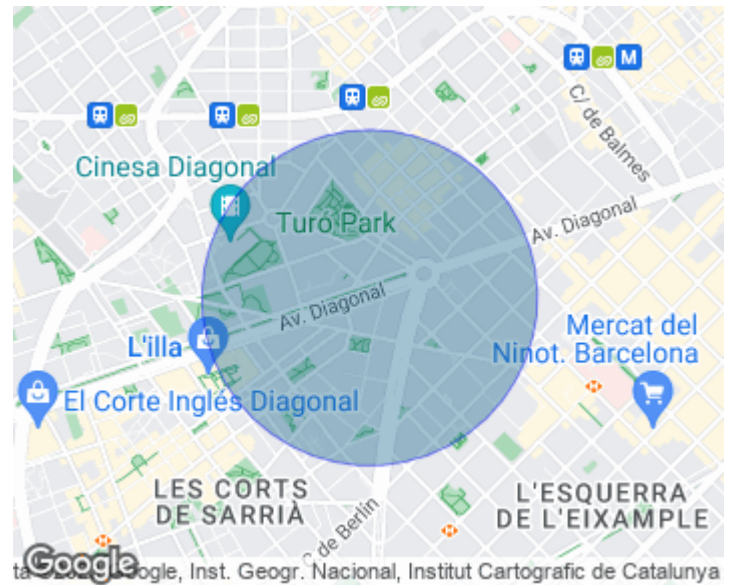 M
C/ de Balmes
Cinesa Diagonal
Turó Park
Av. Diagonal
Av. Diagonal
L'illa
Mercat del
Ninot. Barcelona
El Corte Inglés Diagonal
LES CORTS
DE SARRIÀ
L'ESQUERRA
DE L'EIXAMPLE
C. de Berlín
Google
Google, Inst. Geogr. Nacional, Institut Cartografic de Catalunya